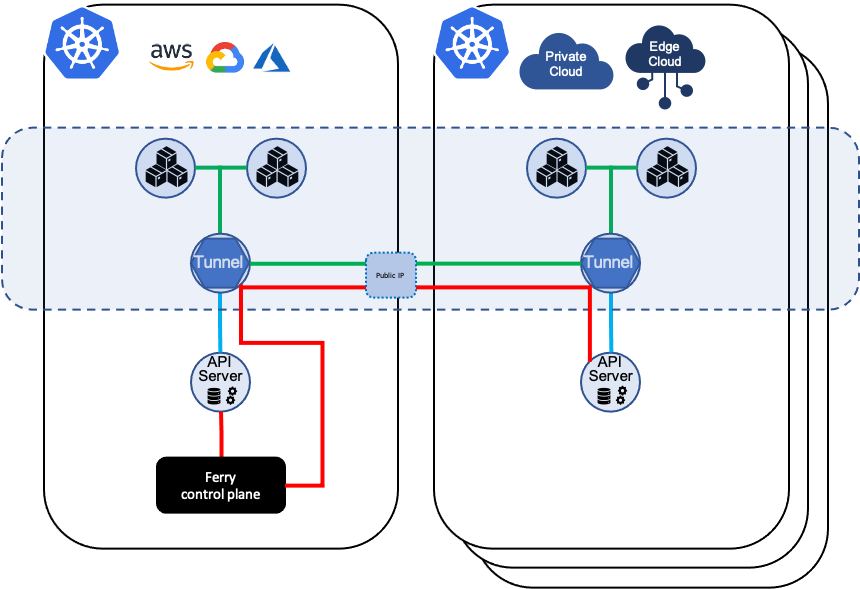 aws
Private
Cloud
Edge
Cloud
Tunnel
Public IP
Tunnel
API
Server
API
Server
Ferry
control plane